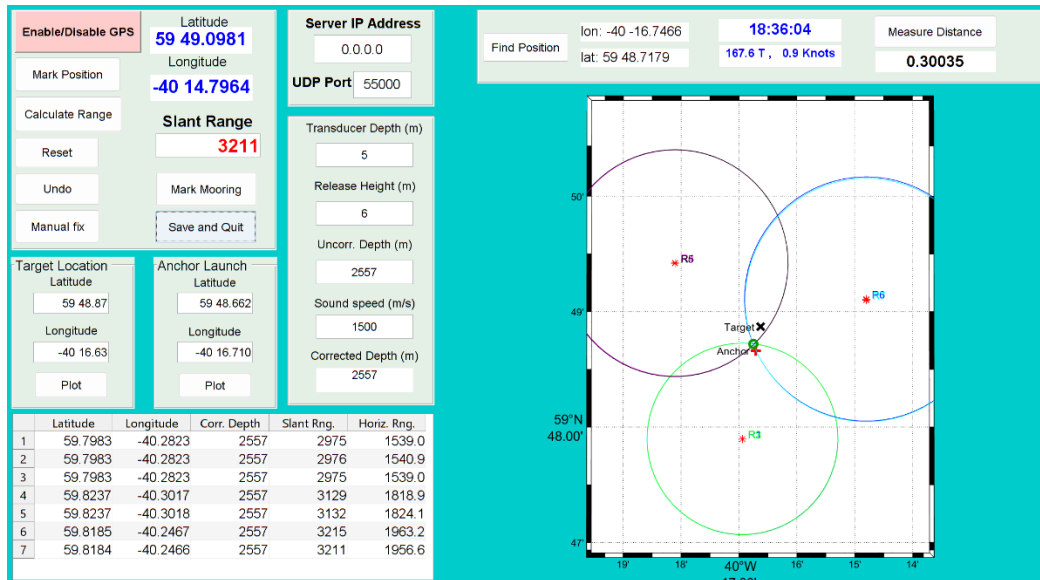 Enable/Disable GPS
Latitude
59 49.0981
Longitude
-40 14.7964
Mark Position
Calculate Range
Slant Range
3211
Reset
Undo
Mark Mooring
Manual fix
Save and Quit
Server IP Address
0.0.0.0
UDP Port 55000
Transducer Depth (m)
5
Release Height (m)
6
Uncorr. Depth (m)
2557
Sound speed (m/s)
1500
Corrected Depth (m)
2557
Target Location
Latitude
59 48.87
Longitude
-40 16.63
Plot
Anchor Launch
Latitude
59 48.662
Longitude
-40 16.710
Plot
Latitude Longitude Corr. Depth Slant Rng. Horiz. Rng.
1 59.7983 -40.2823 2557 2975 1539.0
2 59.7983 -40.2823 2557 2976 1540.9
3 59.7983 -40.2823 2557 2975 1539.0
4 59.8237 -40.3017 2557 3129 1818.9
5 59.8237 -40.3018 2557 3132 1824.1
6 59.8185 -40.2467 2557 3215 1963.2
7 59.8184 -40.2466 2557 3211 1956.6
Find Position
lon: -40 -16.7466
lat: 59 48.7179
18:36:04
167.6 T , 0.9 Knots
Measure Distance
0.30035
50'
49'
59°N
48.00'
47'
R5
R6
Target
Anchor
19' 18' 40°W 16' 15' 14'